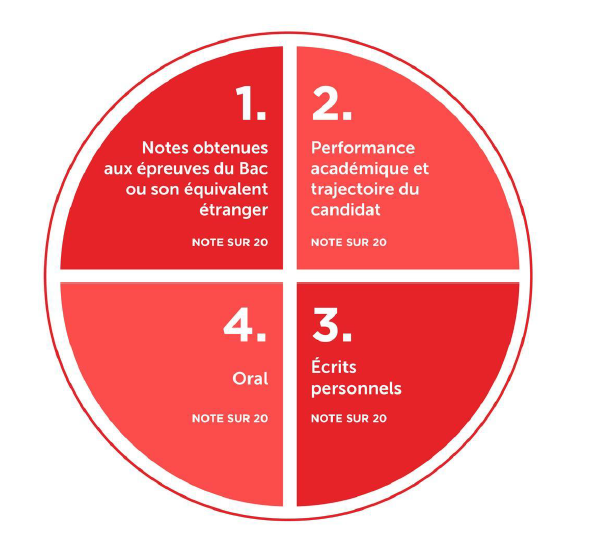 1.
Notes obtenues
aux épreuves du Bac
ou son équivalent
étranger
NOTE SUR 20
2.
Performance
académique et
trajectoire du
candidat
NOTE SUR 20
3.
Écrits
personnels
NOTE SUR 20
4.
Oral
NOTE SUR 20